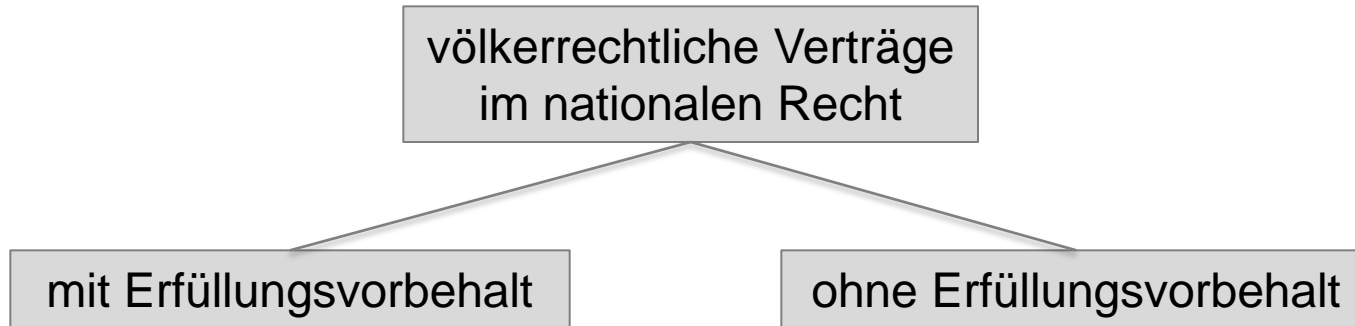 völkerrechtliche Verträge
im nationalen Recht
mit Erfüllungsvorbehalt
ohne Erfüllungsvorbehalt